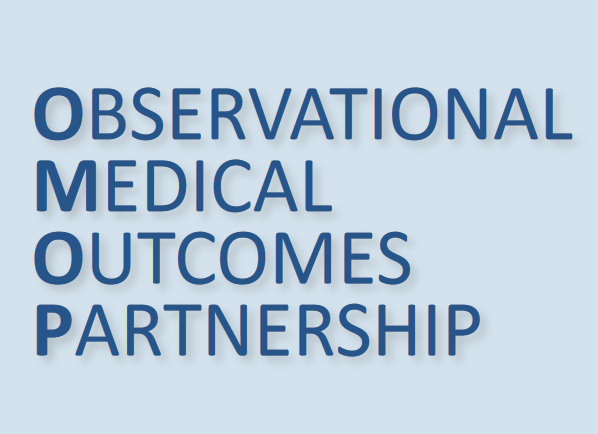 OBSERVATIONAL
MEDICAL
OUTCOMES
PARTNERSHIP